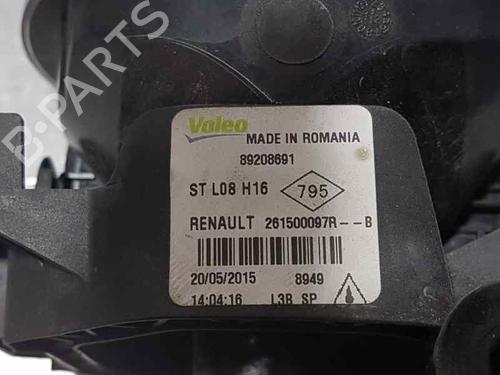 Valeo MADE IN ROMANIA
89208691
ST L08 H16 795
RENAULT 261500097R--B
20/05/2015 8949
14:04:16 L3B SP
B-PARTS